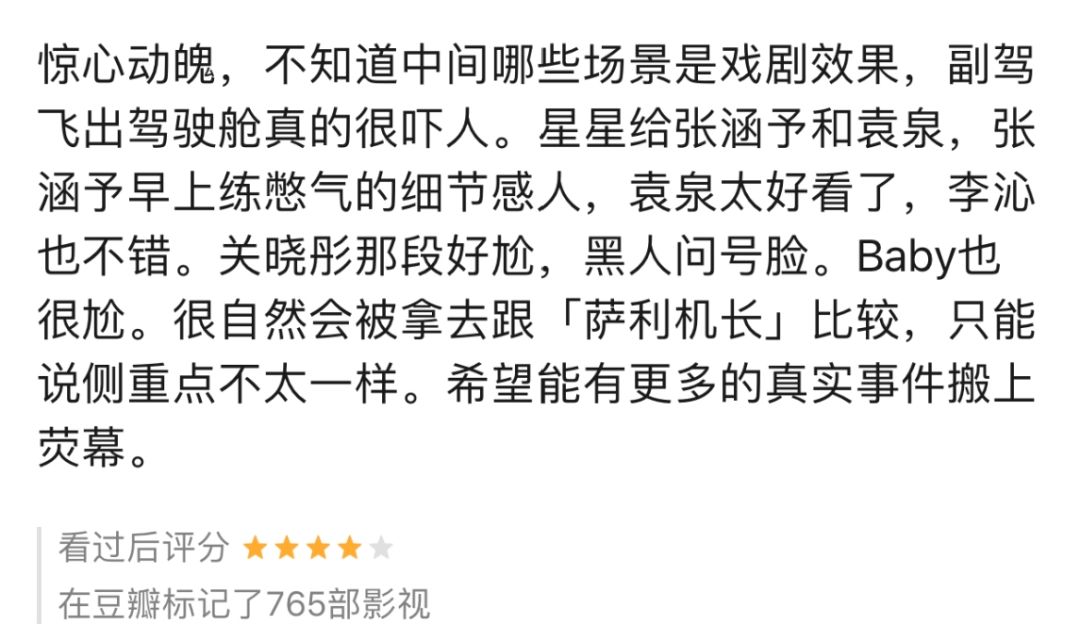 惊心动魄，不知道中间哪些场景是戏剧效果，副驾
飞出驾驶舱真的很吓人。星星给张涵予和袁泉，张
涵予早上练憋气的细节感人，袁泉太好看了，李沁
也不错。关晓彤那段好尬，黑人问号脸。Baby也
很尬。很自然会被拿去跟「萨利机长」比较，只能
说侧重点不太一样。希望能有更多的真实事件搬上
荧幕。
看过后评分
在豆瓣标记了765部影视